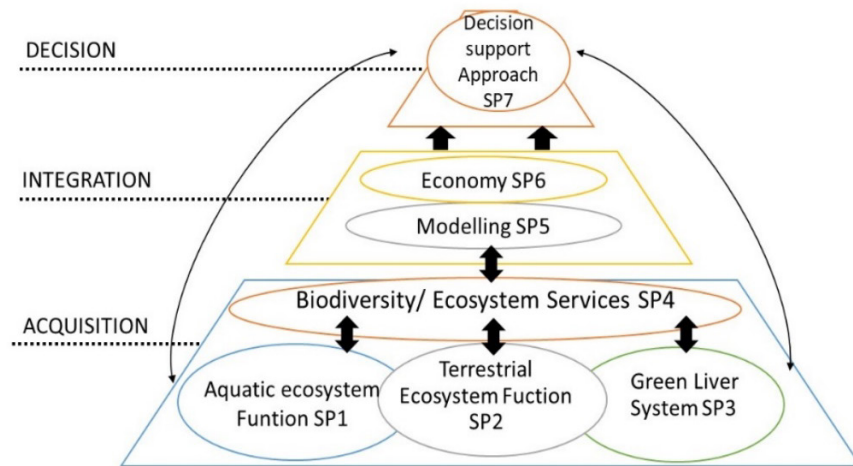 DECISION
Decision
support
Approach
SP7
INTEGRATION
Economy SP6
Modelling SP5
ACQUISITION
Biodiversity/ Ecosystem Services SP4
Aquatic ecosystem
Funtion SP1
Terrestrial
Ecosystem Fuction
SP2
Green Liver
System SP3